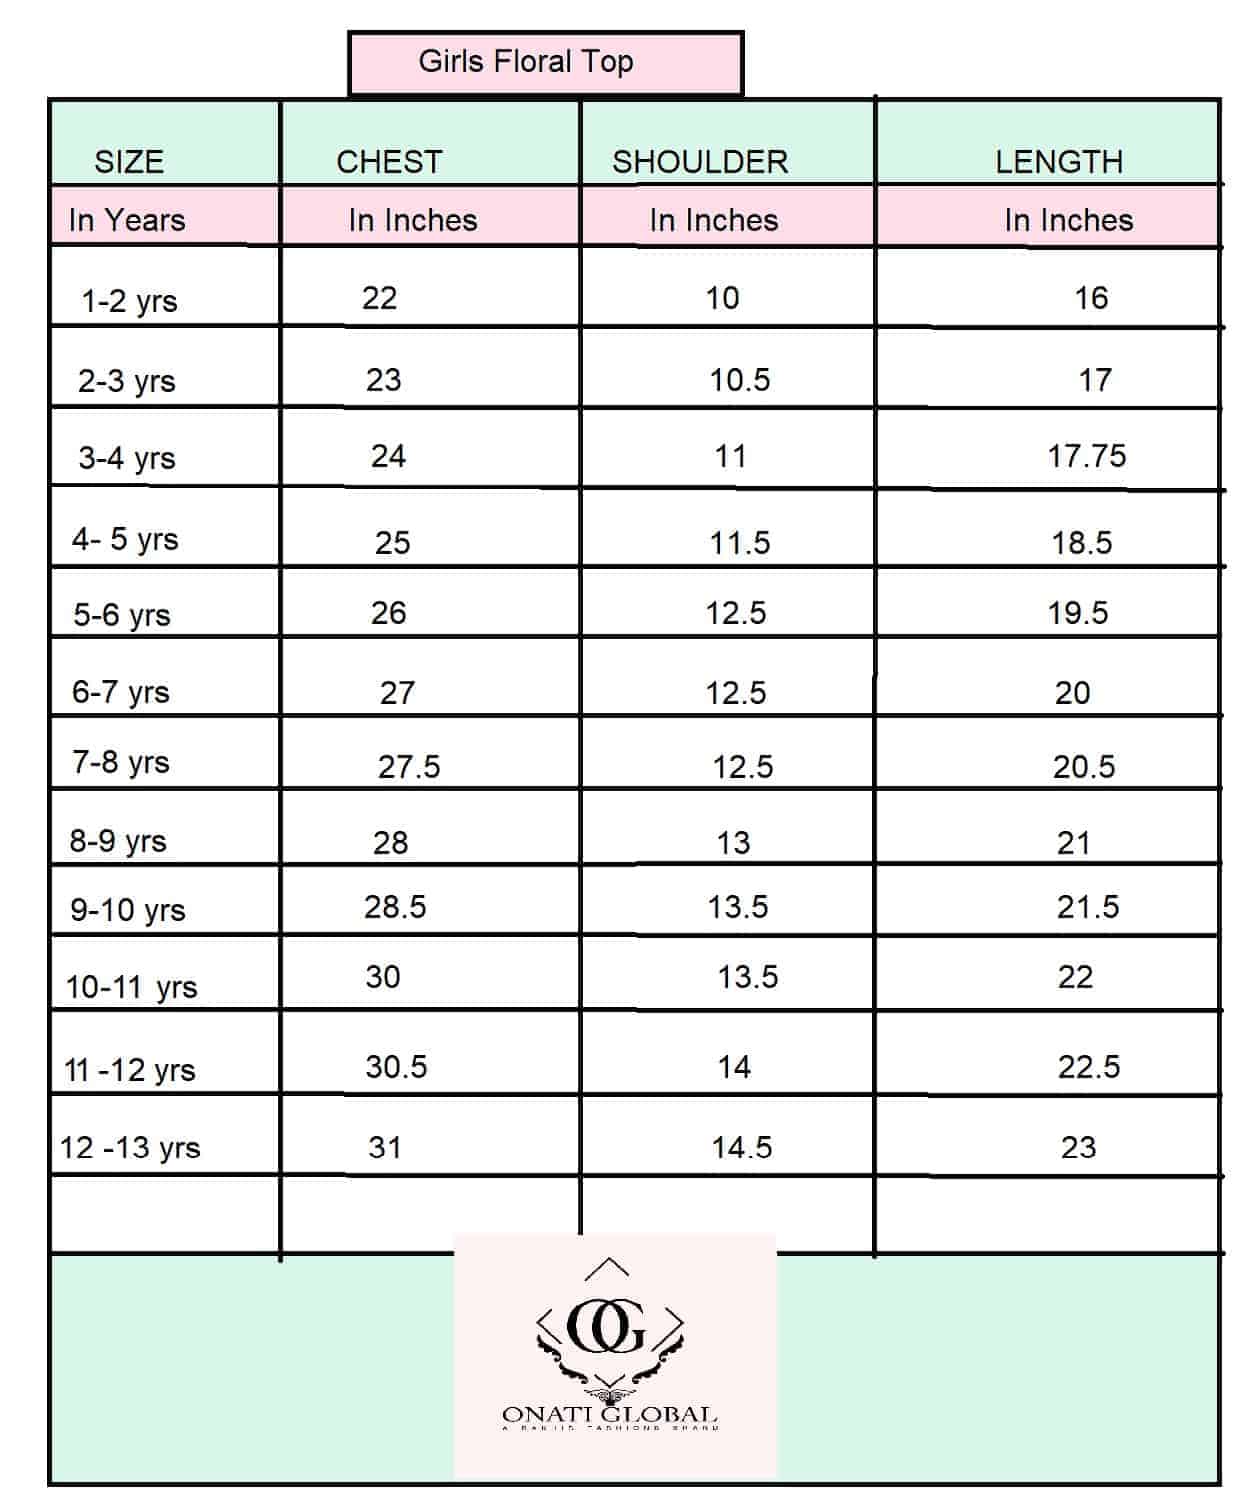 Girls Floral Top
SIZE CHEST SHOULDER LENGTH
In Years In Inches In Inches In Inches
1-2 yrs 22 10 16
2-3 yrs 23 10.5 17
3-4 yrs 24 11 17.75
4- 5 yrs 25 11.5 18.5
5-6 yrs 26 12.5 19.5
6-7 yrs 27 12.5 20
7-8 yrs 27.5 12.5 20.5
8-9 yrs 28 13 21
9-10 yrs 28.5 13.5 21.5
10-11 yrs 30 13.5 22
11 -12 yrs 30.5 14 22.5
12 -13 yrs 31 14.5 23
OG
ONATI GLOBAL